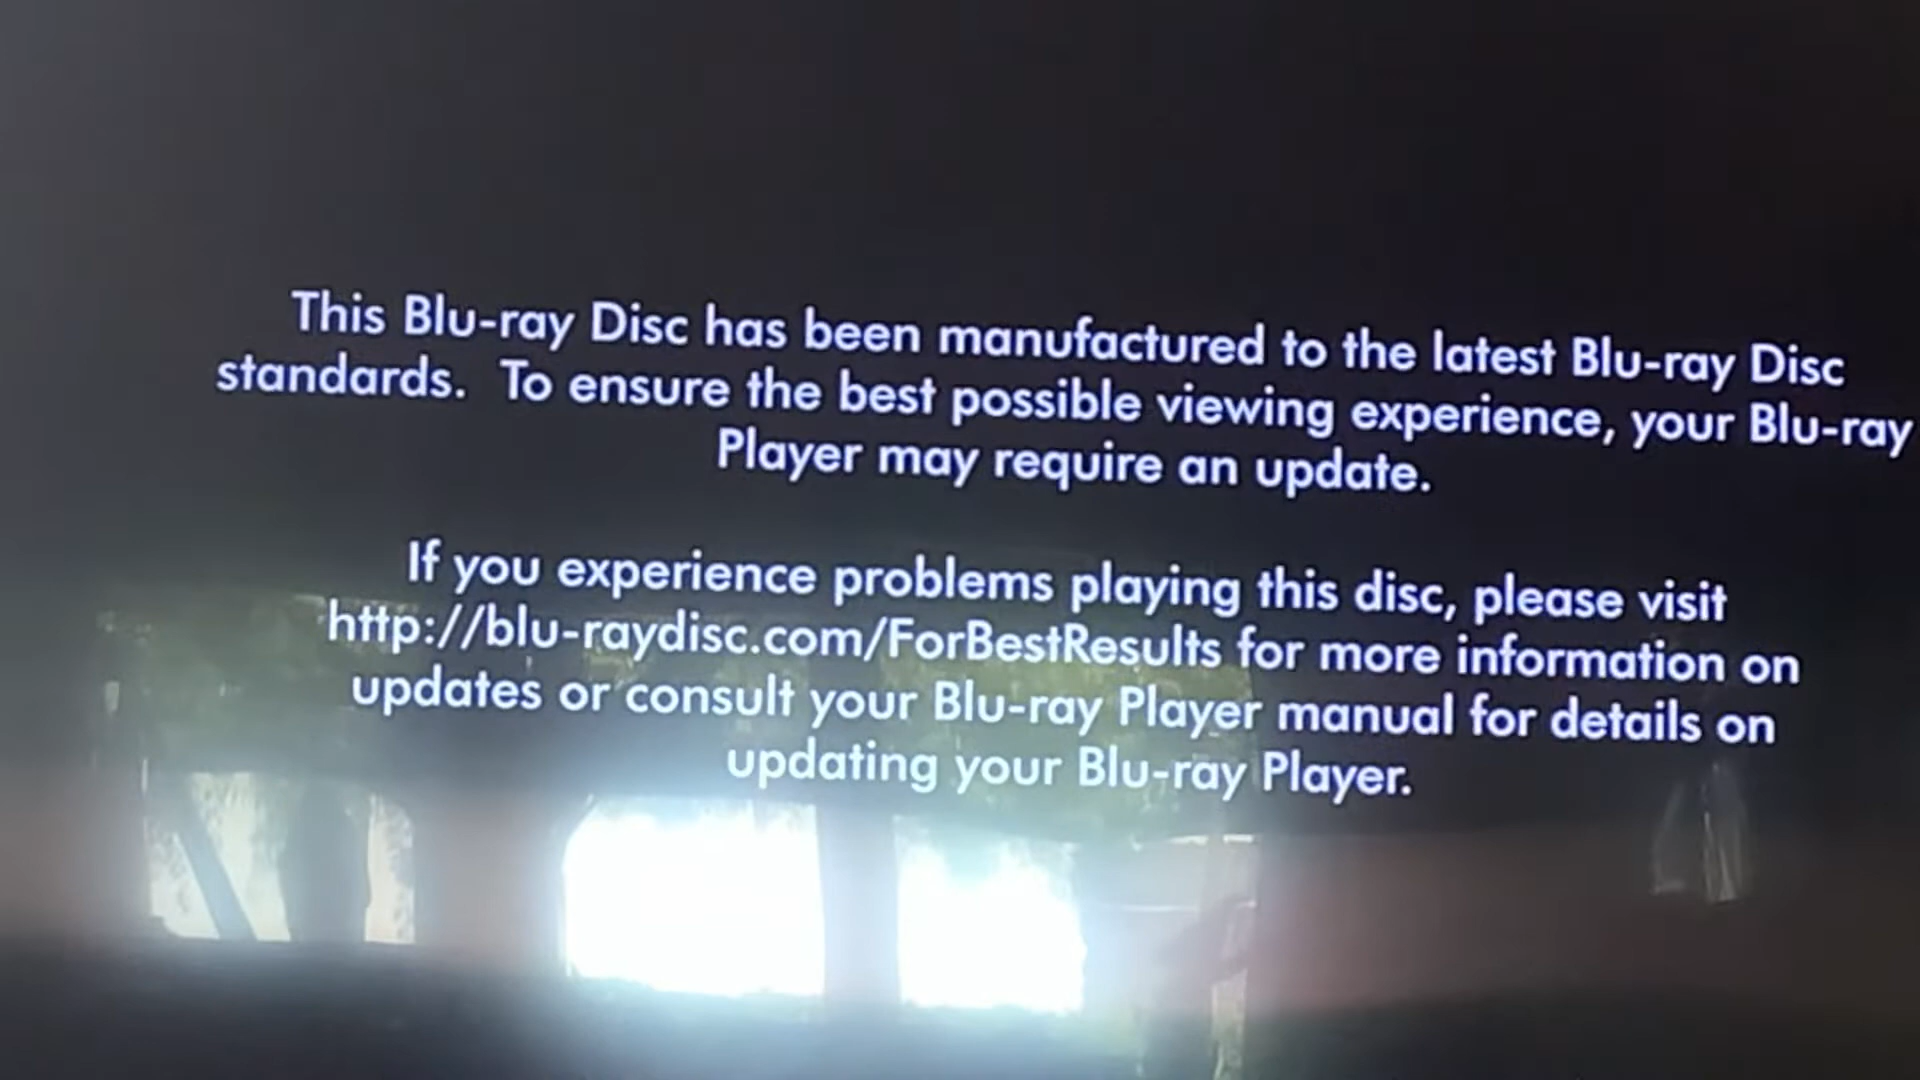 This Blu-ray Disc has been manufactured to the latest Blu-ray Disc
standards. To ensure the best possible viewing experience, your Blu-ray
Player may require an update.
If you experience problems playing this disc, please visit
http://blu-raydisc.com/ForBestResults for more information on
updates or consult your Blu-ray Player manual for details on
updating your Blu-ray Player.